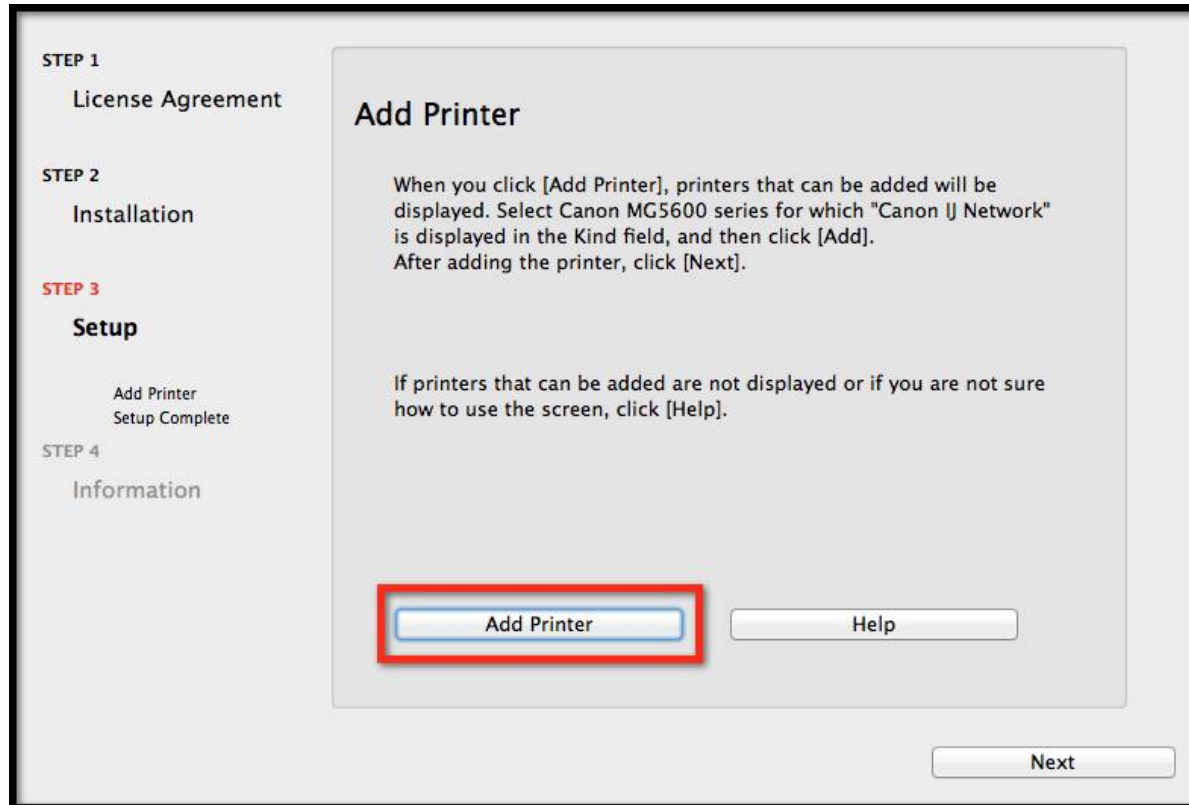 STEP 1
License Agreement
STEP 2
Installation
STEP 3
Setup
Add Printer
Setup Complete
STEP 4
Information
Add Printer
When you click [Add Printer], printers that can be added will be
displayed. Select Canon MG5600 series for which "Canon IJ Network"
is displayed in the Kind field, and then click [Add].
After adding the printer, click [Next].
If printers that can be added are not displayed or if you are not sure
how to use the screen, click [Help].
Add Printer
Help
Next